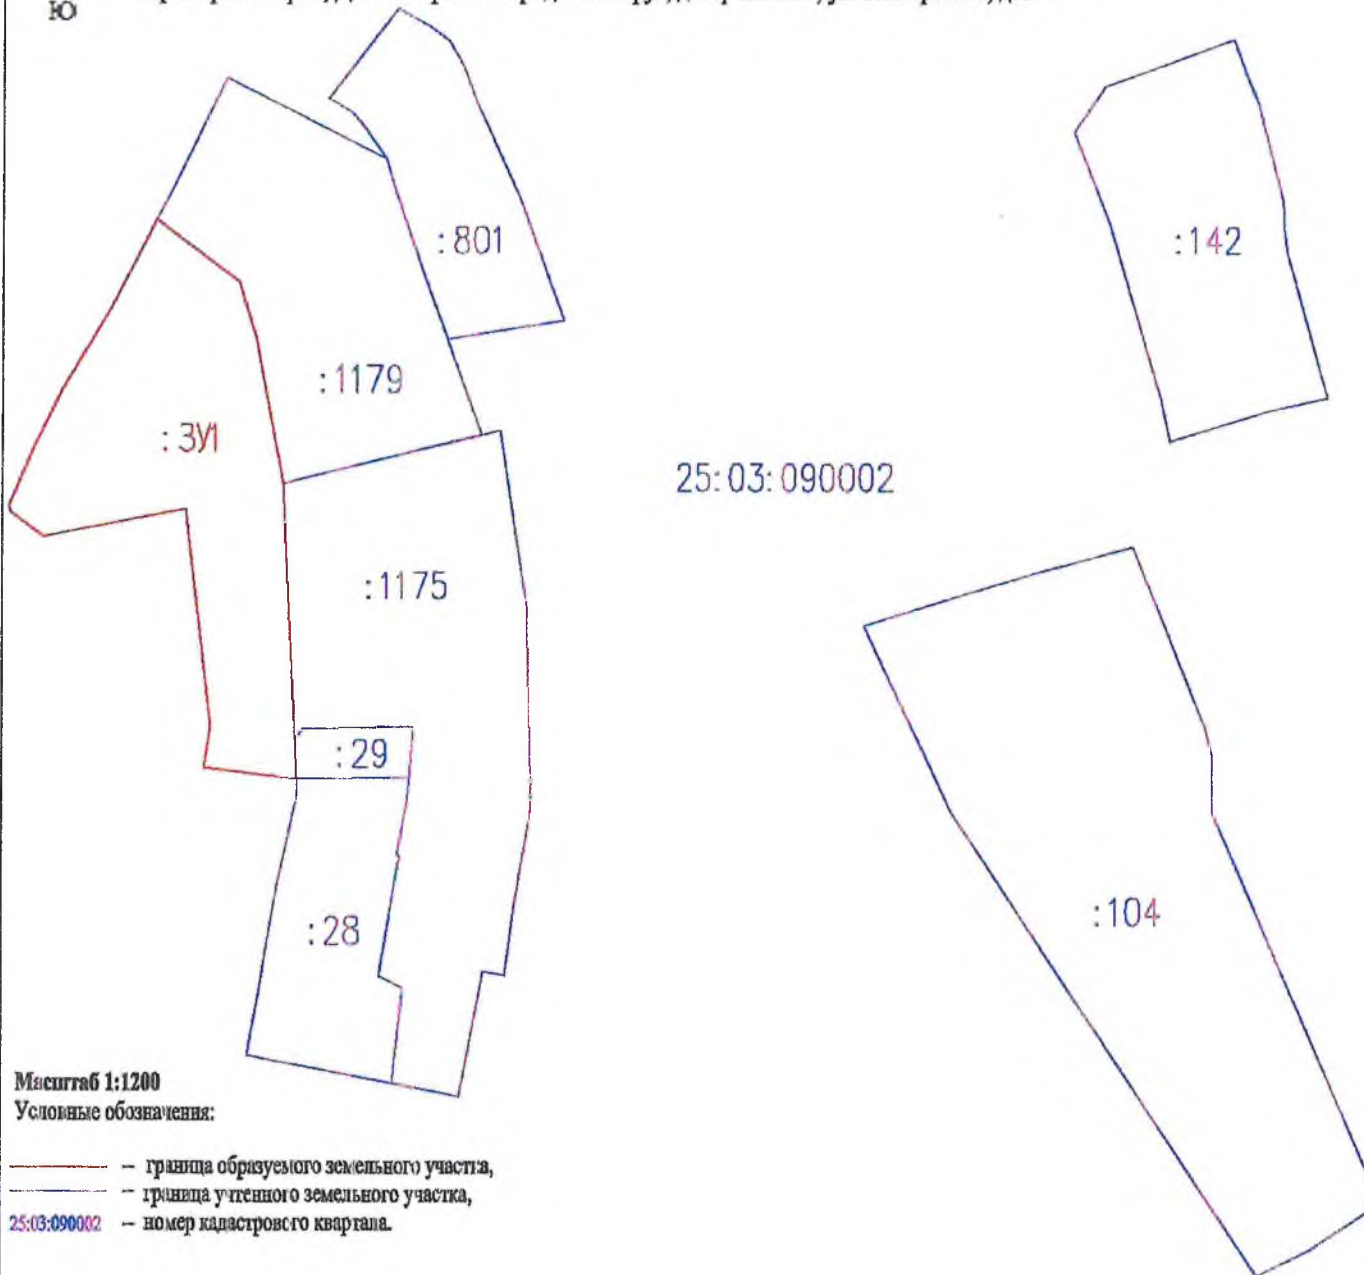 Ю
:801
:142
:1179
:ЗУ1
25:03:090002
:1175
:29
:28
:104
Масштаб 1:1200
Условные обозначения:
– граница образуемого земельного участка,
– граница учтенного земельного участка,
25:03:090002 – номер кадастрового квартала.